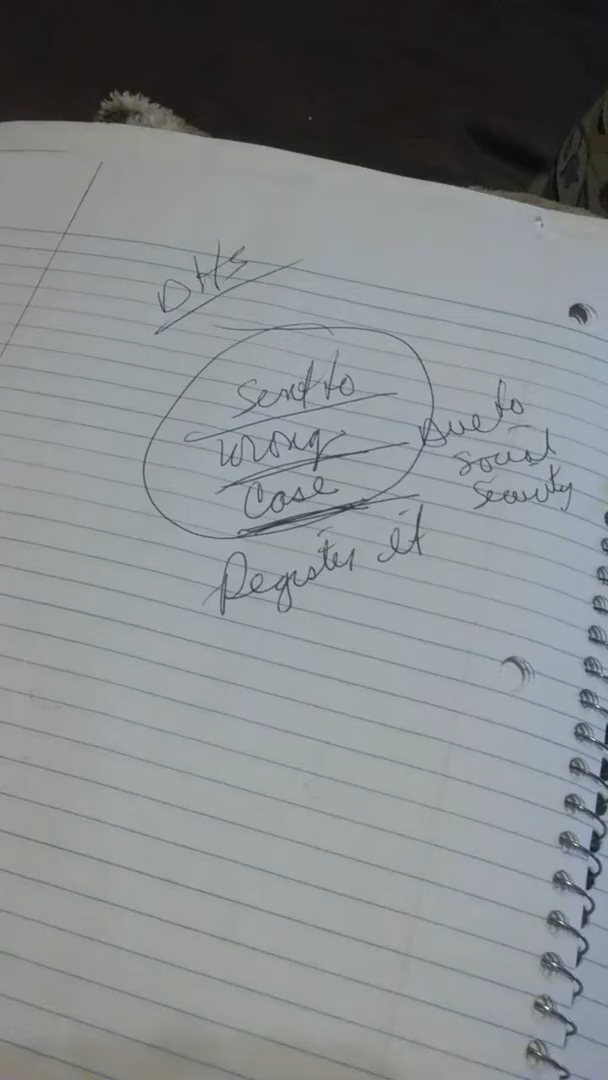 DHS
Sent to
wrong
Case
Due to
Social
Security
Register it